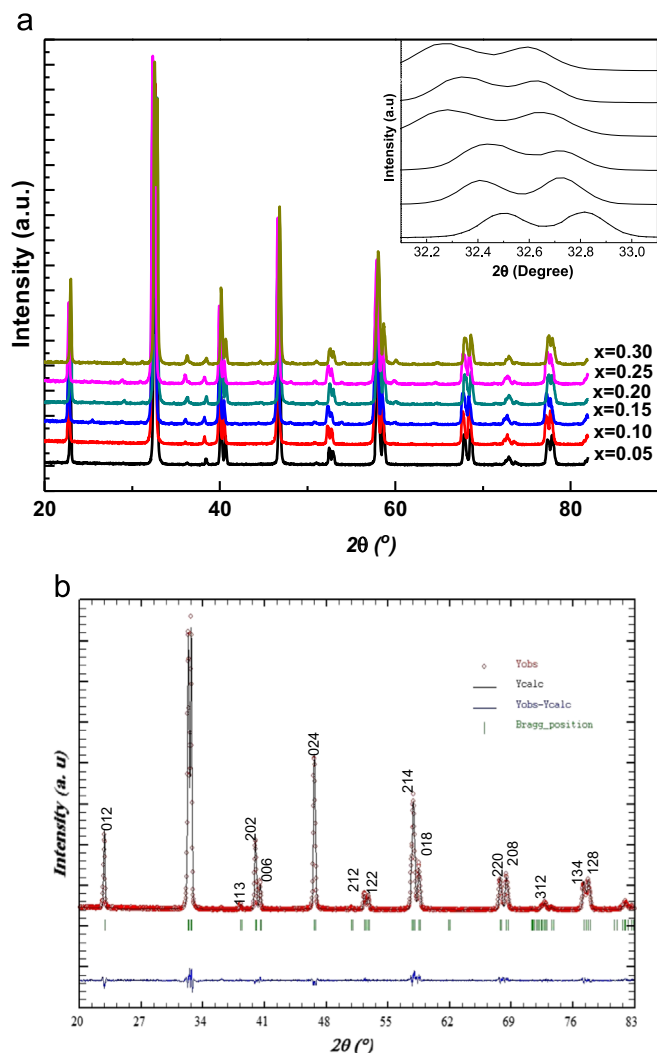 a
Intensity (a.u.)
Intensity (a.u)
32.2 32.4 32.6 32.8 33.0
2θ (Degree)
x=0.30
x=0.25
x=0.20
x=0.15
x=0.10
x=0.05
20 40 60 80
2θ (°)
b
Intensity (a. u)
Yobs
Ycalc
Yobs-Ycalc
Bragg_position
012
113
202
006
024
212
122
214
018
220
208
312
134
128
20 27 34 41 48 55 62 69 76 83
2θ (°)